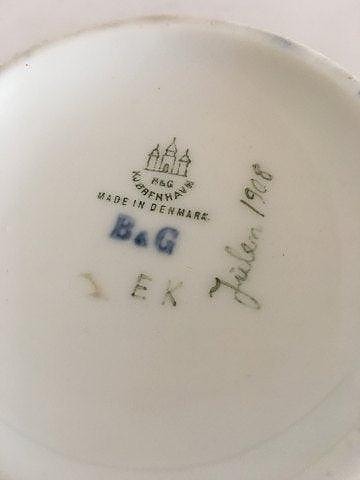 B&G
KJØBENHAVN
MADE IN DENMARK
B&G
EK
Julen 1908